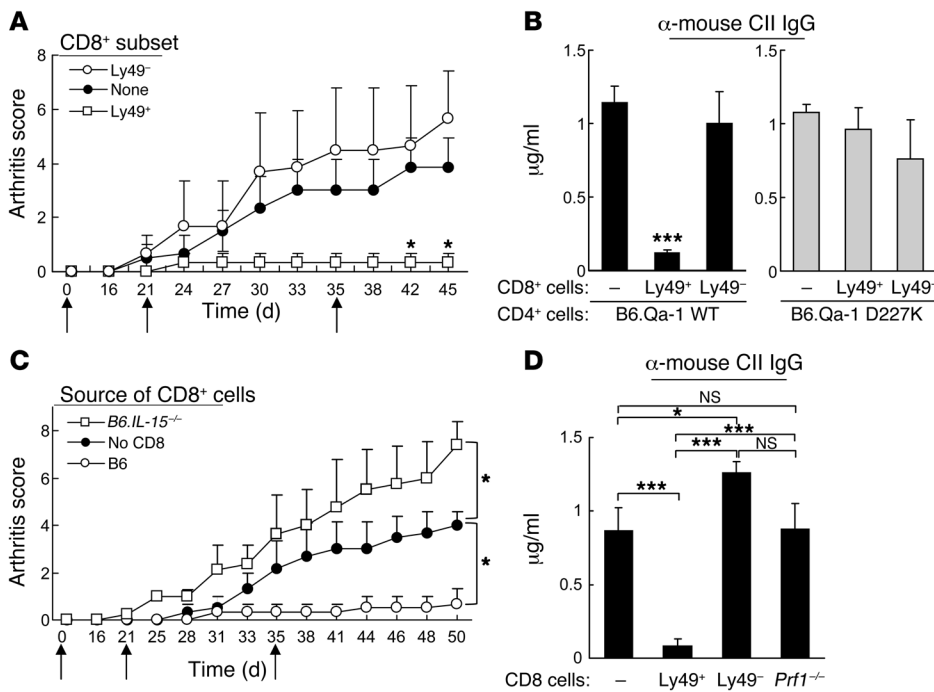 A
CD8⁺ subset
Ly49⁻
None
Ly49⁺
Arthritis score
8
6
4
2
0
* *
0 16 21 24 27 30 33 35 38 42 45
Time (d)
B
α-mouse CII IgG
µg/ml
1.5
1
0.5
0
***
1.5
1
0.5
0
CD8⁺ cells: – Ly49⁺ Ly49⁻ – Ly49⁺ Ly49⁻
CD4⁺ cells: B6.Qa-1 WT B6.Qa-1 D227K
C
Source of CD8⁺ cells
B6.IL-15⁻/⁻
No CD8
B6
Arthritis score
8
6
4
2
0
*
*
0 16 21 25 28 31 33 35 38 41 44 46 48 50
Time (d)
D
α-mouse CII IgG
NS
*
***
*** NS
***
µg/ml
1.5
1
0.5
0
CD8 cells: – Ly49⁺ Ly49⁻ Prf1⁻/⁻